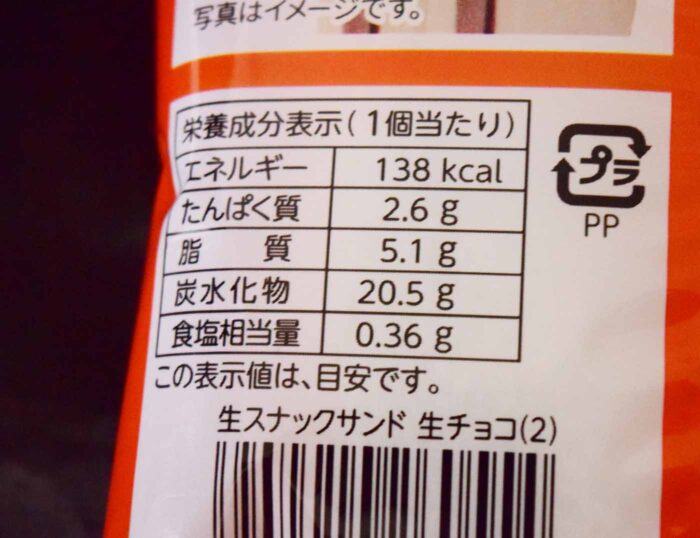 写真はイメージです。
栄養成分表示(1個当たり)
エネルギー 138 kcal
たんぱく質 2.6 g
脂　質 5.1 g
炭水化物 20.5 g
食塩相当量 0.36 g
この表示値は、目安です。
プラ
PP
生スナックサンド 生チョコ(2)